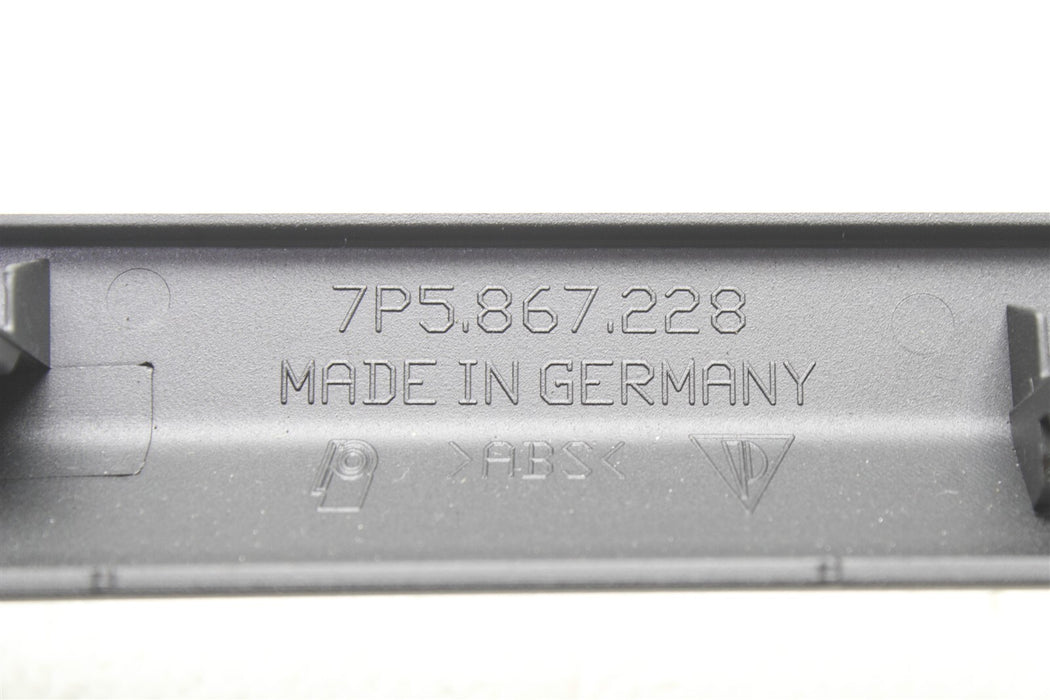 7P5.867.228
MADE IN GERMANY
>ABS<